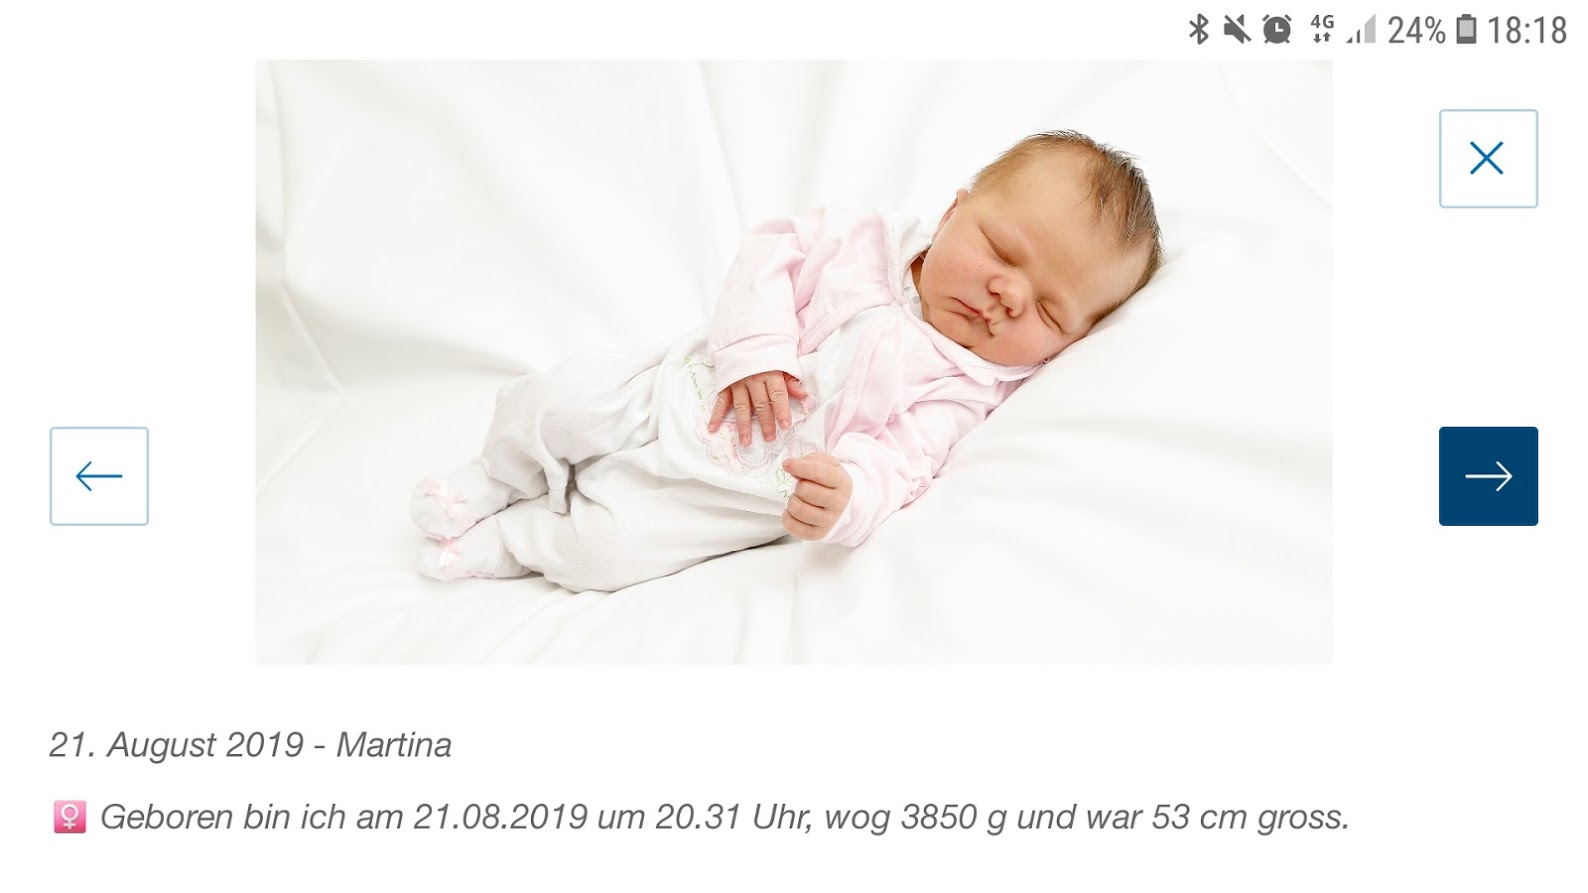 4G 24% 18:18
21. August 2019 - Martina
Geboren bin ich am 21.08.2019 um 20.31 Uhr, wog 3850 g und war 53 cm gross.